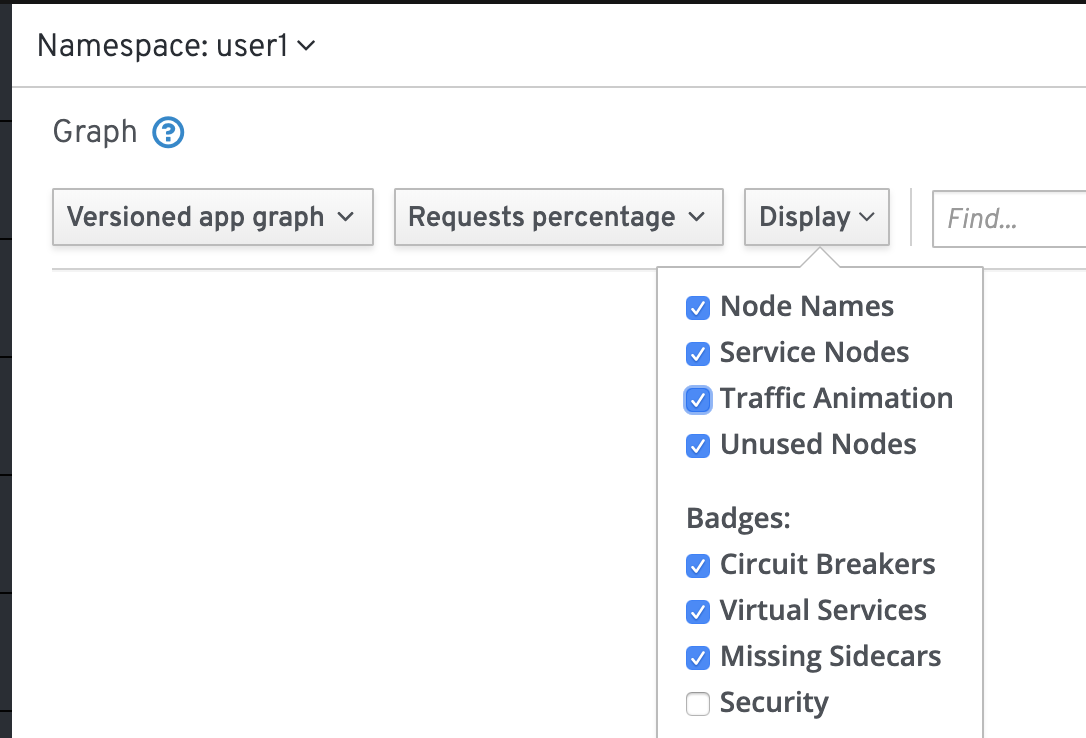 Namespace: user1
Graph ?
Versioned app graph Requests percentage Display Find...
Node Names
Service Nodes
Traffic Animation
Unused Nodes
Badges:
Circuit Breakers
Virtual Services
Missing Sidecars
Security